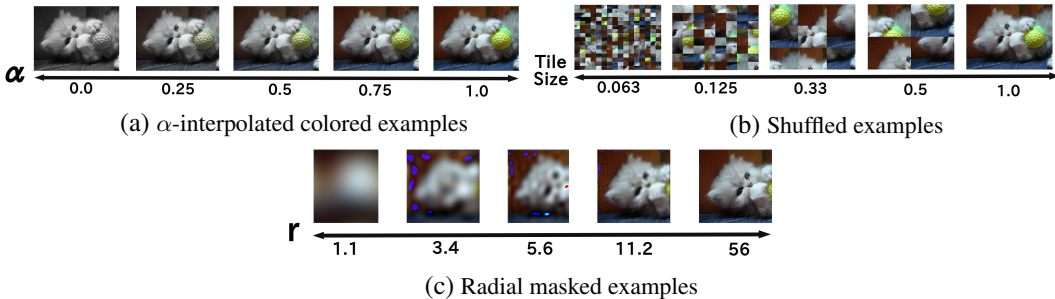 α
0.0 0.25 0.5 0.75 1.0
(a) α-interpolated colored examples
Tile
Size
0.063 0.125 0.33 0.5 1.0
(b) Shuffled examples
r
1.1 3.4 5.6 11.2 56
(c) Radial masked examples